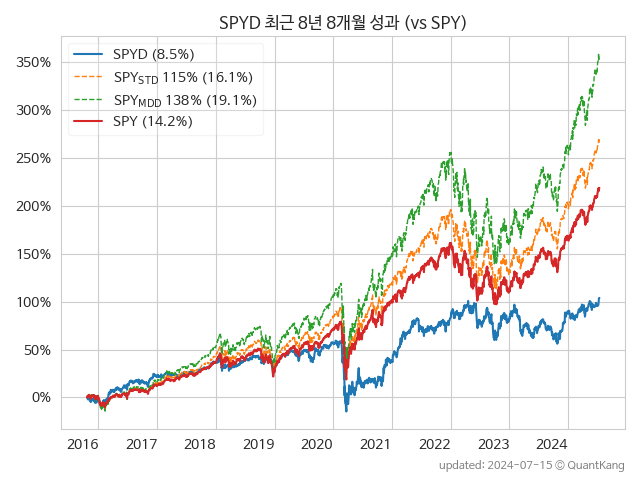 SPYD 최근 8년 8개월 성과 (vs SPY)
SPYD (8.5%)
SPY_STD 115% (16.1%)
SPY_MDD 138% (19.1%)
SPY (14.2%)
350%
300%
250%
200%
150%
100%
50%
0%
2016 2017 2018 2019 2020 2021 2022 2023 2024
updated: 2024-07-15 © QuantKang